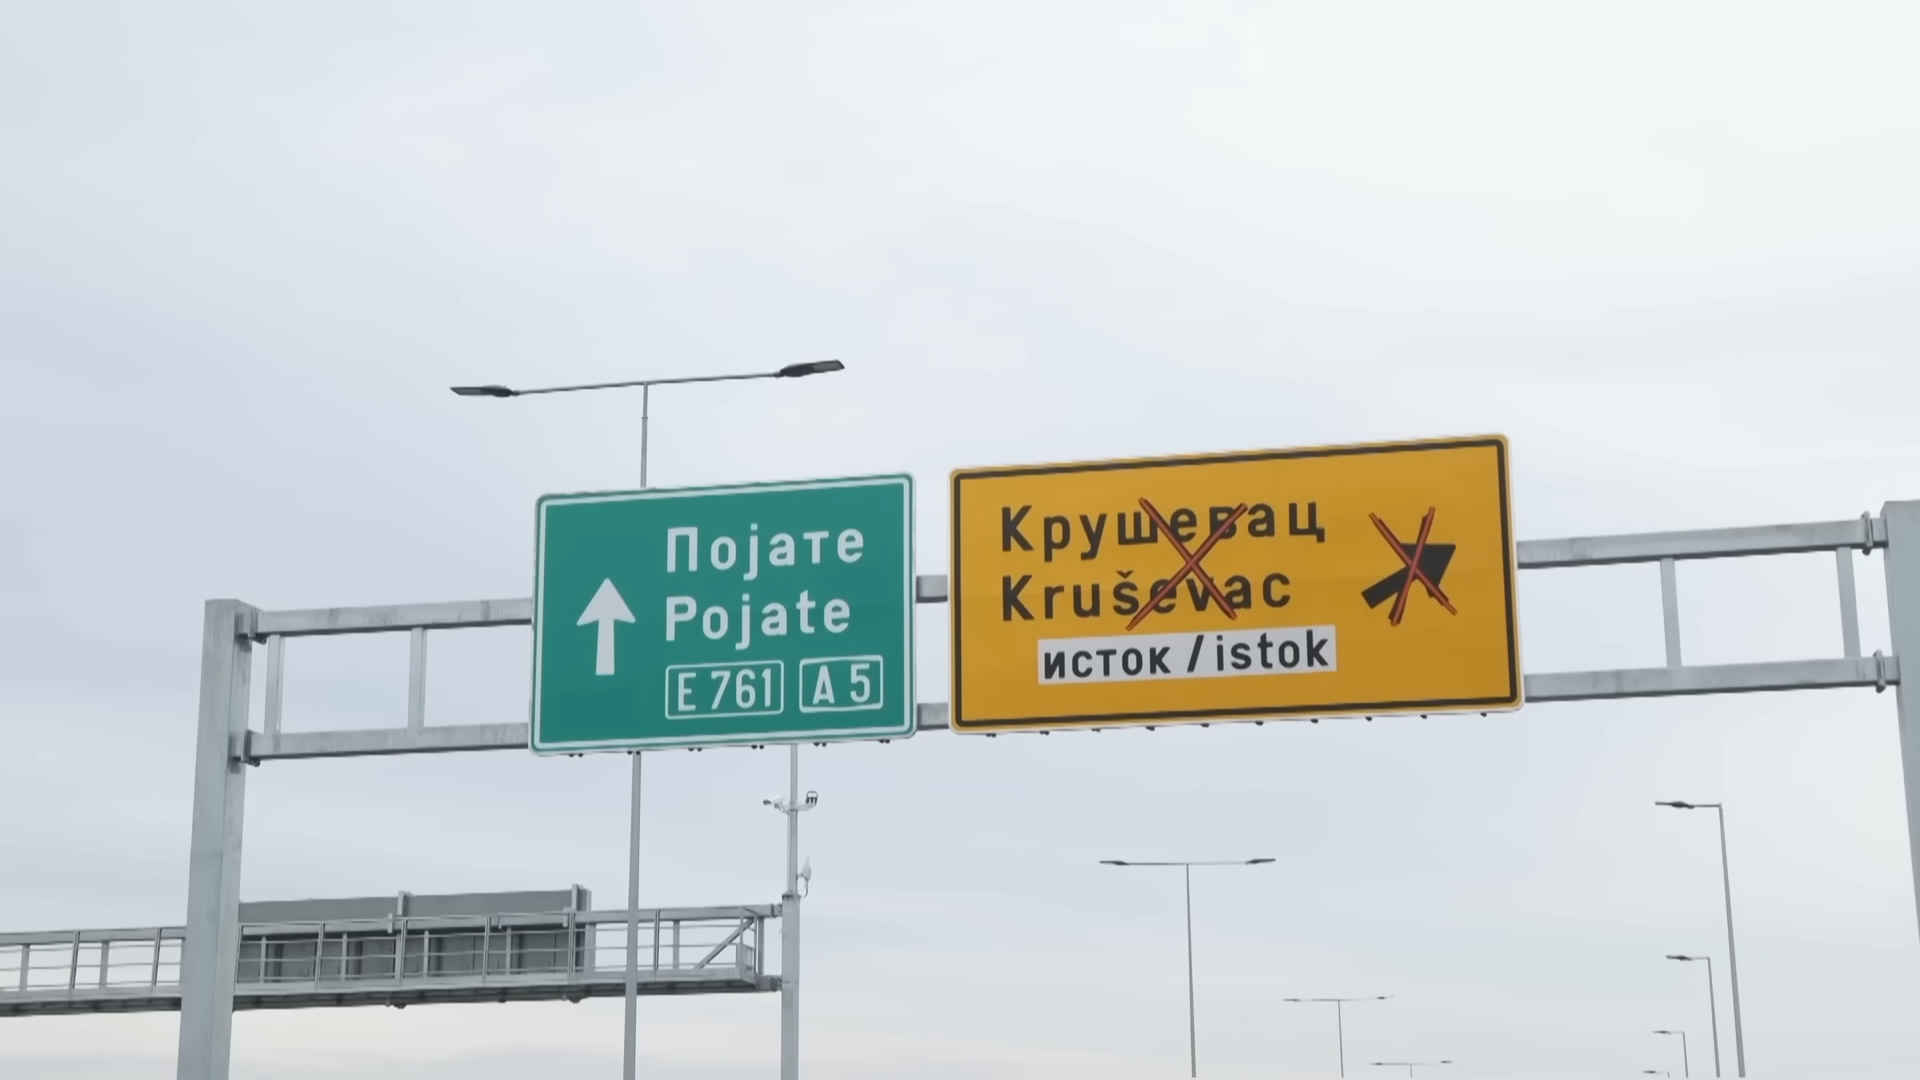 Појате
Pojate
E 761 A 5
Крушевац
Kruševac
исток / istok